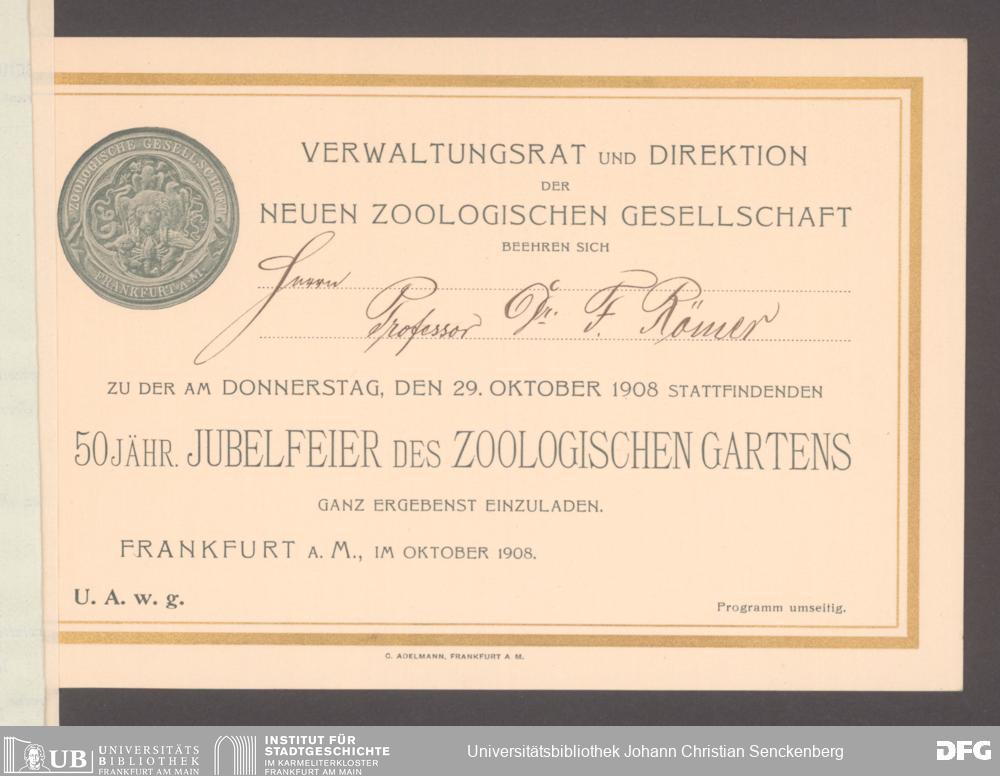 ZOOLOGISCHE GESELLSCHAFT
FRANKFURT A. M.
VERWALTUNGSRAT UND DIREKTION
DER
NEUEN ZOOLOGISCHEN GESELLSCHAFT
BEEHREN SICH
Herrn
Professor Dr. F. Römer
ZU DER AM DONNERSTAG, DEN 29. OKTOBER 1908 STATTFINDENDEN
50 JÄHR. JUBELFEIER DES ZOOLOGISCHEN GARTENS
GANZ ERGEBENST EINZULADEN.
FRANKFURT A. M., IM OKTOBER 1908.
U. A. w. g.
Programm umseitig.
C. ADELMANN, FRANKFURT A. M.
UB
UNIVERSITÄTS
BIBLIOTHEK
FRANKFURT AM MAIN
INSTITUT FÜR
STADTGESCHICHTE
IM KARMELITERKLOSTER
FRANKFURT AM MAIN
Universitätsbibliothek Johann Christian Senckenberg
DFG